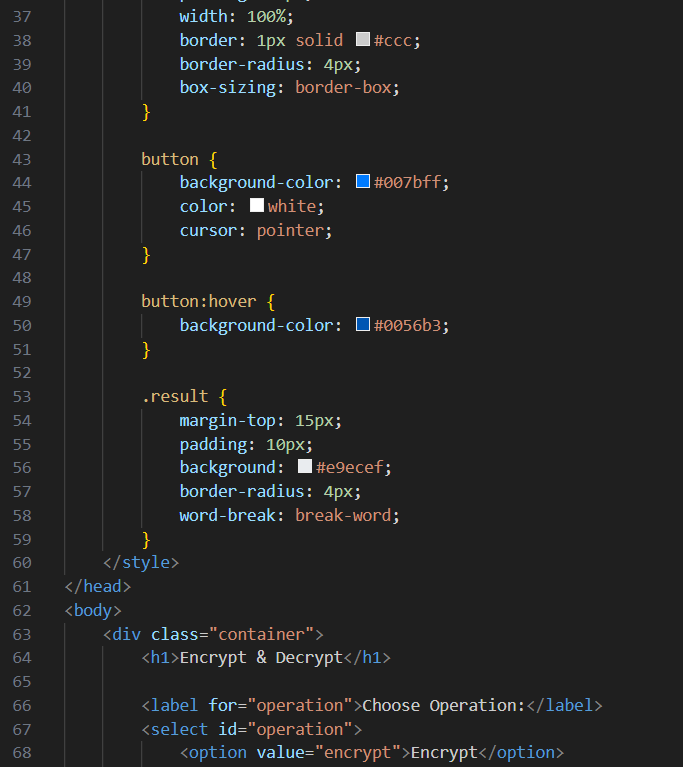 37 width: 100%;
38 border: 1px solid #ccc;
39 border-radius: 4px;
40 box-sizing: border-box;
41 }
42
43 button {
44 background-color: #007bff;
45 color: white;
46 cursor: pointer;
47 }
48
49 button:hover {
50 background-color: #0056b3;
51 }
52
53 .result {
54 margin-top: 15px;
55 padding: 10px;
56 background: #e9ecef;
57 border-radius: 4px;
58 word-break: break-word;
59 }
60 </style>
61 </head>
62 <body>
63 <div class="container">
64 <h1>Encrypt & Decrypt</h1>
65
66 <label for="operation">Choose Operation:</label>
67 <select id="operation">
68 <option value="encrypt">Encrypt</option>